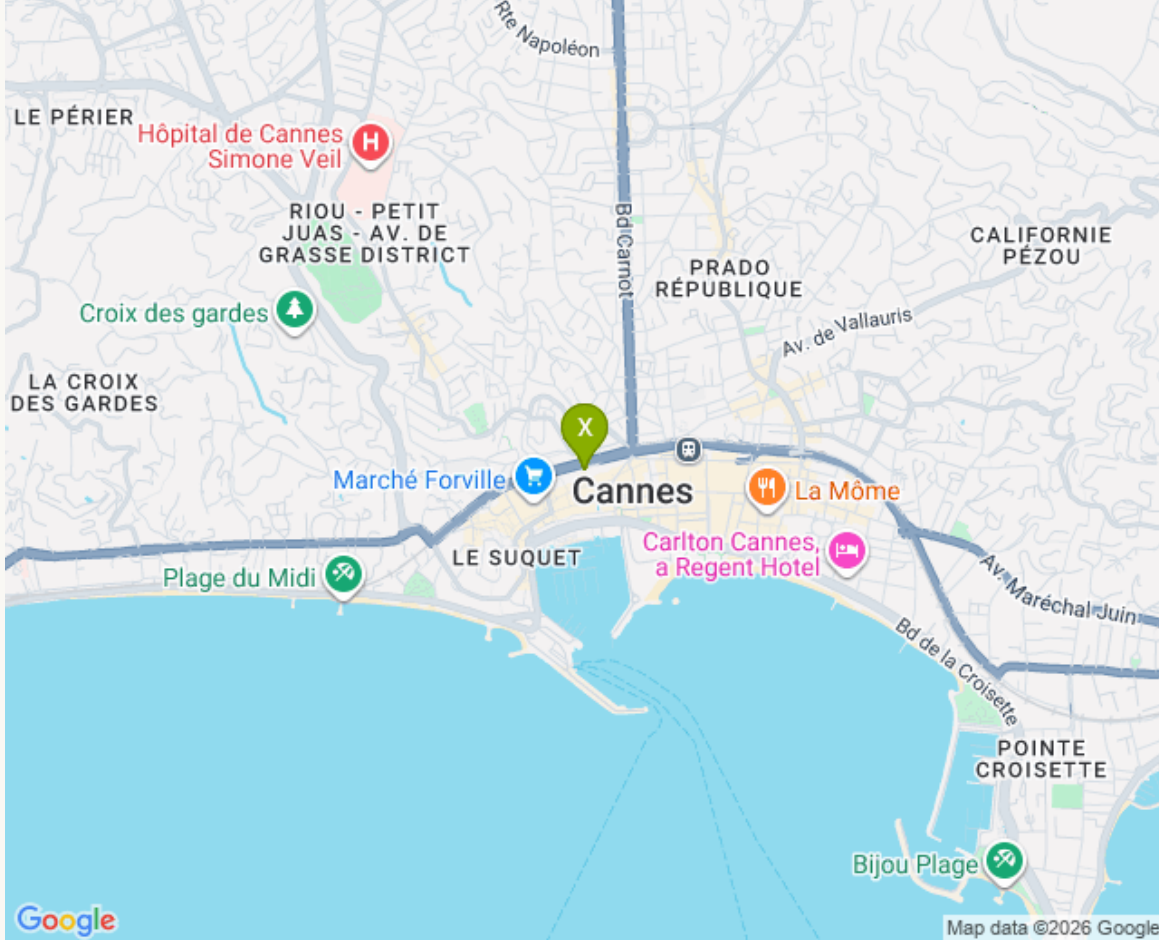 Rte Napoléon
LE PÉRIER
Hôpital de Cannes
Simone Veil
RIOU - PETIT
JUAS - AV. DE
GRASSE DISTRICT
Bd Carnot
CALIFORNIE
PÉZOU
PRADO
RÉPUBLIQUE
Croix des gardes
Av. de Vallauris
LA CROIX
DES GARDES
X
Marché Forville
Cannes
La Môme
LE SUQUET
Carlton Cannes,
a Regent Hotel
Plage du Midi
Av. Maréchal Juin
Bd de la Croisette
POINTE
CROISETTE
Bijou Plage
Google
Map data ©2026 Google